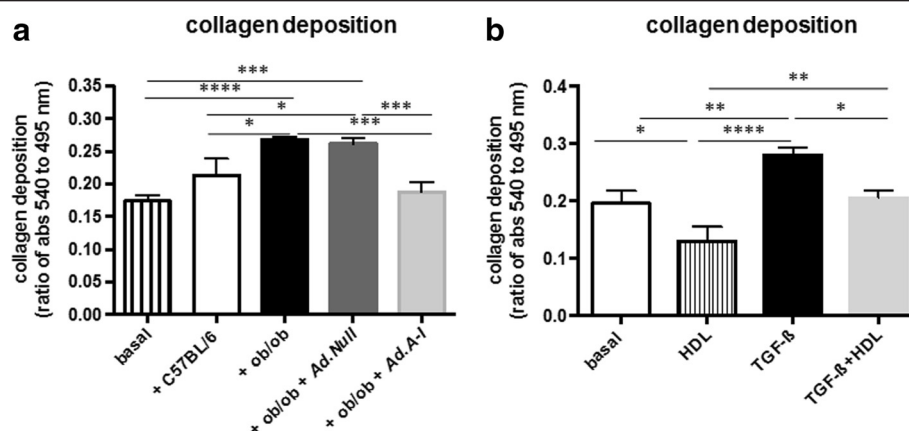 a
collagen deposition
collagen deposition
(ratio of abs 540 to 495 nm)
0.35
0.30
0.25
0.20
0.15
0.10
0.05
0.00
***
****
* ***
* ***
basal
+ C57BL/6
+ ob/ob
+ ob/ob + Ad.Null
+ ob/ob + Ad.A-I
b
collagen deposition
collagen deposition
(ratio of abs 540 to 495 nm)
0.4
0.3
0.2
0.1
0.0
**
** *
* ****
basal
HDL
TGF-ß
TGF-ß+HDL